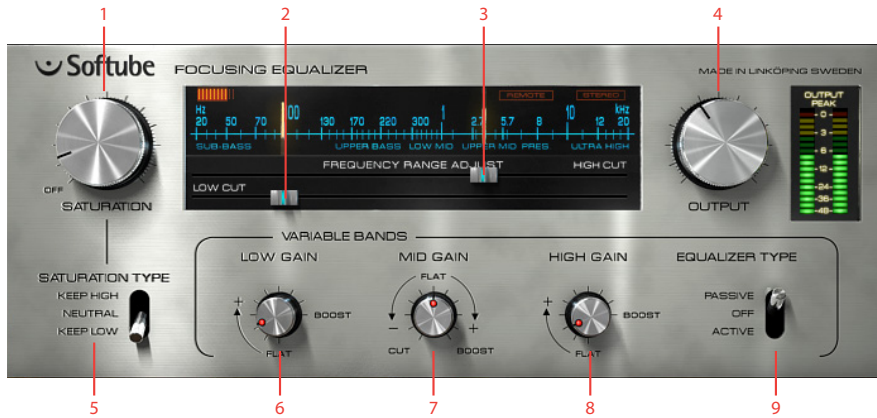 1 2 3 4
Softube FOCUSING EQUALIZER MADE IN LINKÖPING SWEDEN
REMOTE STEREO
OUTPUT
PEAK
Hz 00 1 10 kHz
20 50 70 130 170 220 300 2.7 5.7 8 12 20
SUB-BASS UPPER BASS LOW MID UPPER MID PRES ULTRA HIGH
FREQUENCY RANGE ADJUST HIGH CUT
LOW CUT
0
3
6
12
24
36
48
OFF
SATURATION OUTPUT
VARIABLE BANDS
LOW GAIN MID GAIN HIGH GAIN EQUALIZER TYPE
SATURATION TYPE
KEEP HIGH
NEUTRAL
KEEP LOW
+ BOOST FLAT
FLAT - + CUT BOOST
+ BOOST FLAT
PASSIVE
OFF
ACTIVE
5 6 7 8 9